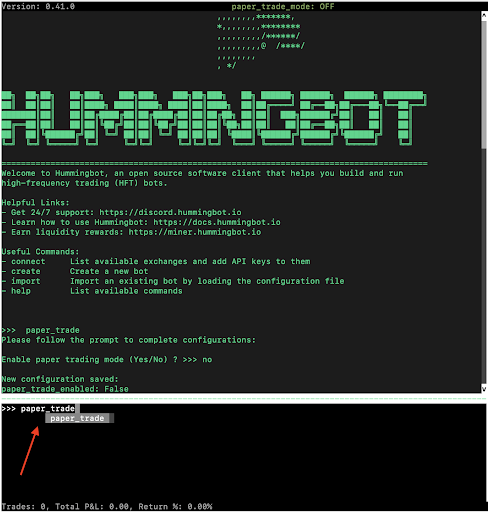 Version: 0.41.0 paper_trade_mode: OFF
HUMMINGBOT
Welcome to Hummingbot, an open source software client that helps you build and run
high-frequency trading (HFT) bots.
Helpful Links:
- Get 24/7 support: https://discord.hummingbot.io
- Learn how to use Hummingbot: https://docs.hummingbot.io
- Earn liquidity rewards: https://miner.hummingbot.io
Useful Commands:
- connect List available exchanges and add API keys to them
- create Create a new bot
- import Import an existing bot by loading the configuration file
- help List available commands
>>> paper_trade
Please follow the prompt to complete configurations:
Enable paper trading mode (Yes/No) ? >>> no
New configuration saved:
paper_trade_enabled: False
>>> paper_trade
paper_trade
Trades: 0, Total P&L: 0.00, Return %: 0.00%